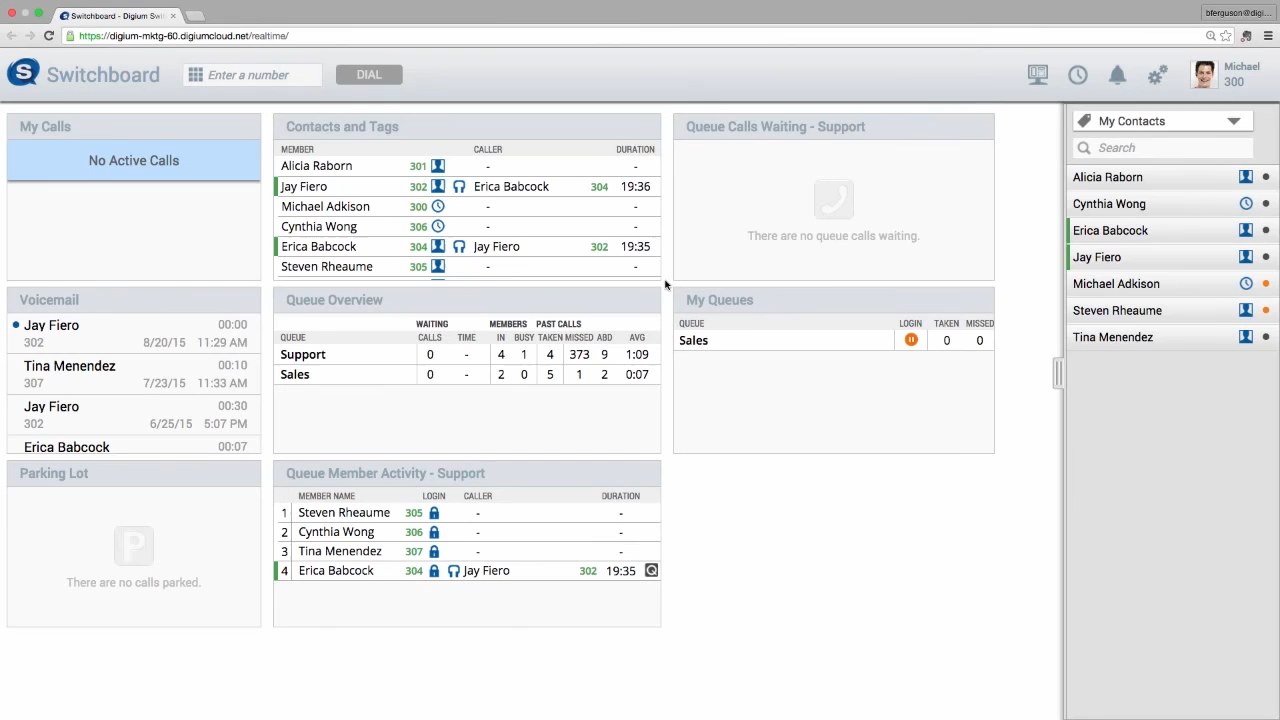 Switchboard - Digium Swit
bferguson@digi...
https://digium-mktg-60.digiumcloud.net/realtime/
S Switchboard
Enter a number
DIAL
Michael
300
My Calls
No Active Calls
Contacts and Tags
MEMBER CALLER DURATION
Alicia Raborn 301 - -
Jay Fiero 302 Erica Babcock 304 19:36
Michael Adkison 300 - -
Cynthia Wong 306 - -
Erica Babcock 304 Jay Fiero 302 19:35
Steven Rheaume 305 - -
Queue Calls Waiting - Support
There are no queue calls waiting.
My Contacts
Search
Alicia Raborn
Cynthia Wong
Erica Babcock
Jay Fiero
Michael Adkison
Steven Rheaume
Tina Menendez
Voicemail
Jay Fiero 00:00
302 8/20/15 11:29 AM
Tina Menendez 00:10
307 7/23/15 11:33 AM
Jay Fiero 00:30
302 6/25/15 5:07 PM
Erica Babcock 00:07
Queue Overview
WAITING MEMBERS PAST CALLS
QUEUE CALLS TIME IN BUSY TAKEN MISSED ABD AVG
Support 0 - 4 1 4 373 9 1:09
Sales 0 - 2 0 5 1 2 0:07
My Queues
QUEUE LOGIN TAKEN MISSED
Sales 0 0
Parking Lot
P
There are no calls parked.
Queue Member Activity - Support
MEMBER NAME LOGIN CALLER DURATION
1 Steven Rheaume 305 - -
2 Cynthia Wong 306 - -
3 Tina Menendez 307 - -
4 Erica Babcock 304 Jay Fiero 302 19:35 Q